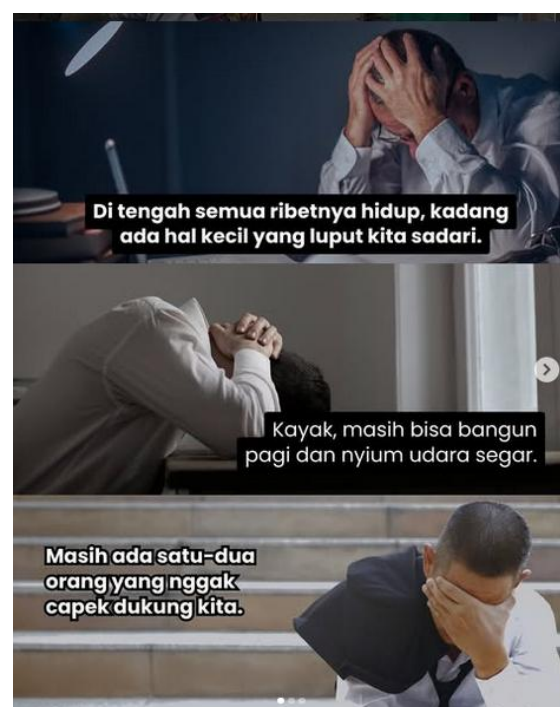 Di tengah semua ribetnya hidup, kadang
ada hal kecil yang luput kita sadari.
Kayak, masih bisa bangun
pagi dan nyium udara segar.
Masih ada satu-dua
orang yang nggak
capek dukung kita.